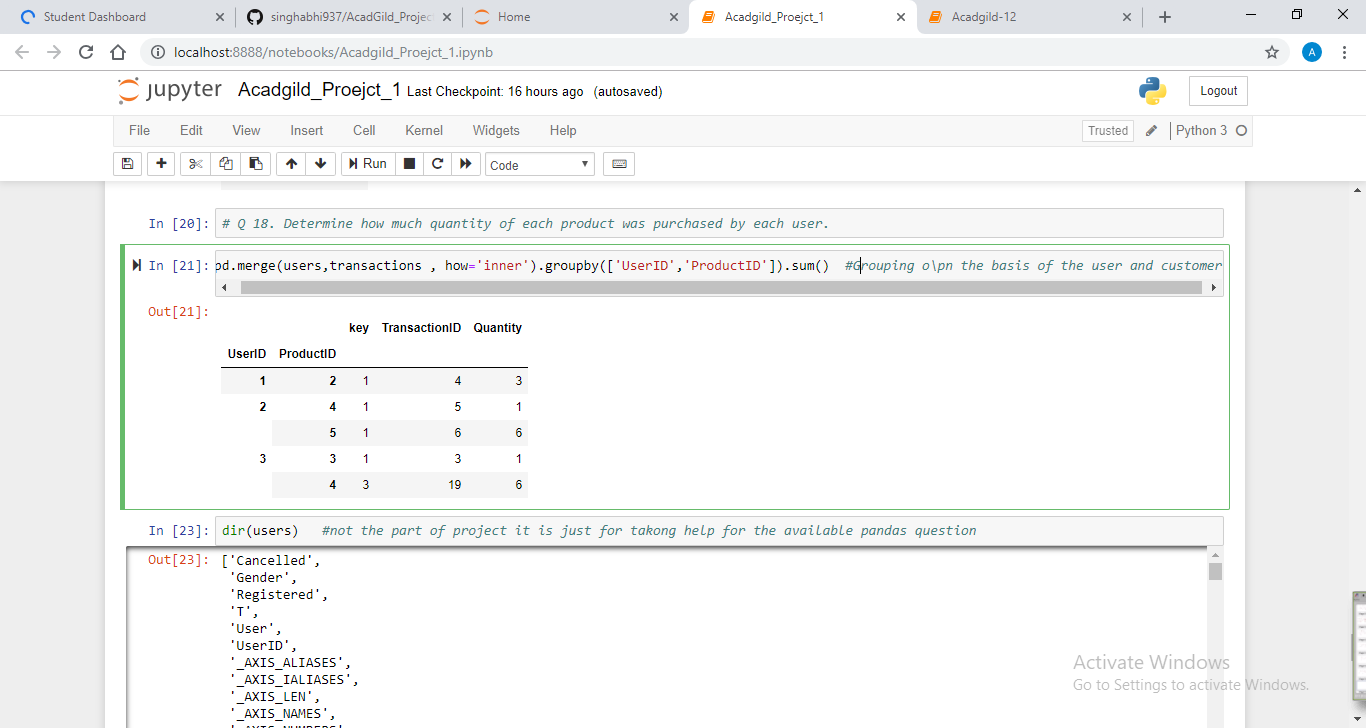 Student Dashboard
singhabhi937/AcadGild_Projec
Home
Acadgild_Proejct_1
Acadgild-12
localhost:8888/notebooks/Acadgild_Proejct_1.ipynb
A
jupyter Acadgild_Proejct_1 Last Checkpoint: 16 hours ago (autosaved)
Logout
File Edit View Insert Cell Kernel Widgets Help
Trusted Python 3
Run Code
In [20]: # Q 18. Determine how much quantity of each product was purchased by each user.
In [21]: pd.merge(users,transactions , how='inner').groupby(['UserID','ProductID']).sum() #Grouping o\pn the basis of the user and customer
Out[21]:
key TransactionID Quantity
UserID ProductID
1 2 1 4 3
2 4 1 5 1
5 1 6 6
3 3 1 3 1
4 3 19 6
In [23]: dir(users) #not the part of project it is just for takong help for the available pandas question
Out[23]: ['Cancelled',
'Gender',
'Registered',
'T',
'User',
'UserID',
'_AXIS_ALIASES',
'_AXIS_IALIASES',
'_AXIS_LEN',
'_AXIS_NAMES',
'_AXIS_NUMBERS',
Activate Windows
Go to Settings to activate Windows.